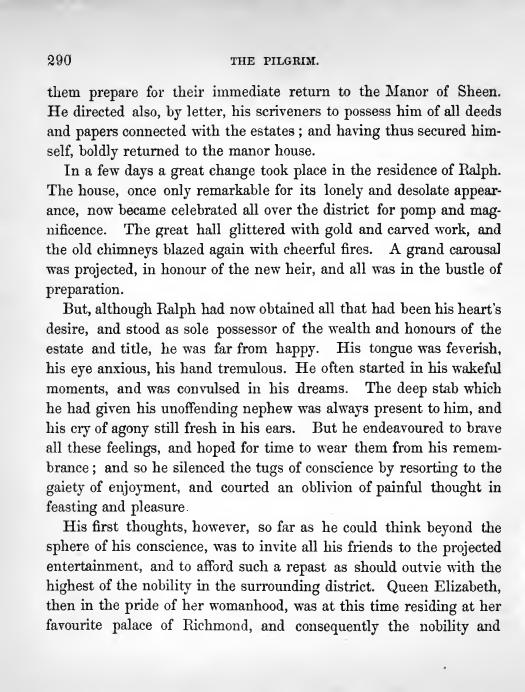 290 THE PILGRIM.
them prepare for their immediate return to the Manor of Sheen.
He directed also, by letter, his scriveners to possess him of all deeds
and papers connected with the estates ; and having thus secured him-
self, boldly returned to the manor house.
In a few days a great change took place in the residence of Ralph.
The house, once only remarkable for its lonely and desolate appear-
ance, now became celebrated all over the district for pomp and mag-
nificence. The great hall glittered with gold and carved work, and
the old chimneys blazed again with cheerful fires. A grand carousal
was projected, in honour of the new heir, and all was in the bustle of
preparation.
But, although Ralph had now obtained all that had been his heart's
desire, and stood as sole possessor of the wealth and honours of the
estate and title, he was far from happy. His tongue was feverish,
his eye anxious, his hand tremulous. He often started in his wakeful
moments, and was convulsed in his dreams. The deep stab which
he had given his unoffending nephew was always present to him, and
his cry of agony still fresh in his ears. But he endeavoured to brave
all these feelings, and hoped for time to wear them from his remem-
brance ; and so he silenced the tugs of conscience by resorting to the
gaiety of enjoyment, and courted an oblivion of painful thought in
feasting and pleasure.
His first thoughts, however, so far as he could think beyond the
sphere of his conscience, was to invite all his friends to the projected
entertainment, and to afford such a repast as should outvie with the
highest of the nobility in the surrounding district. Queen Elizabeth,
then in the pride of her womanhood, was at this time residing at her
favourite palace of Richmond, and consequently the nobility and